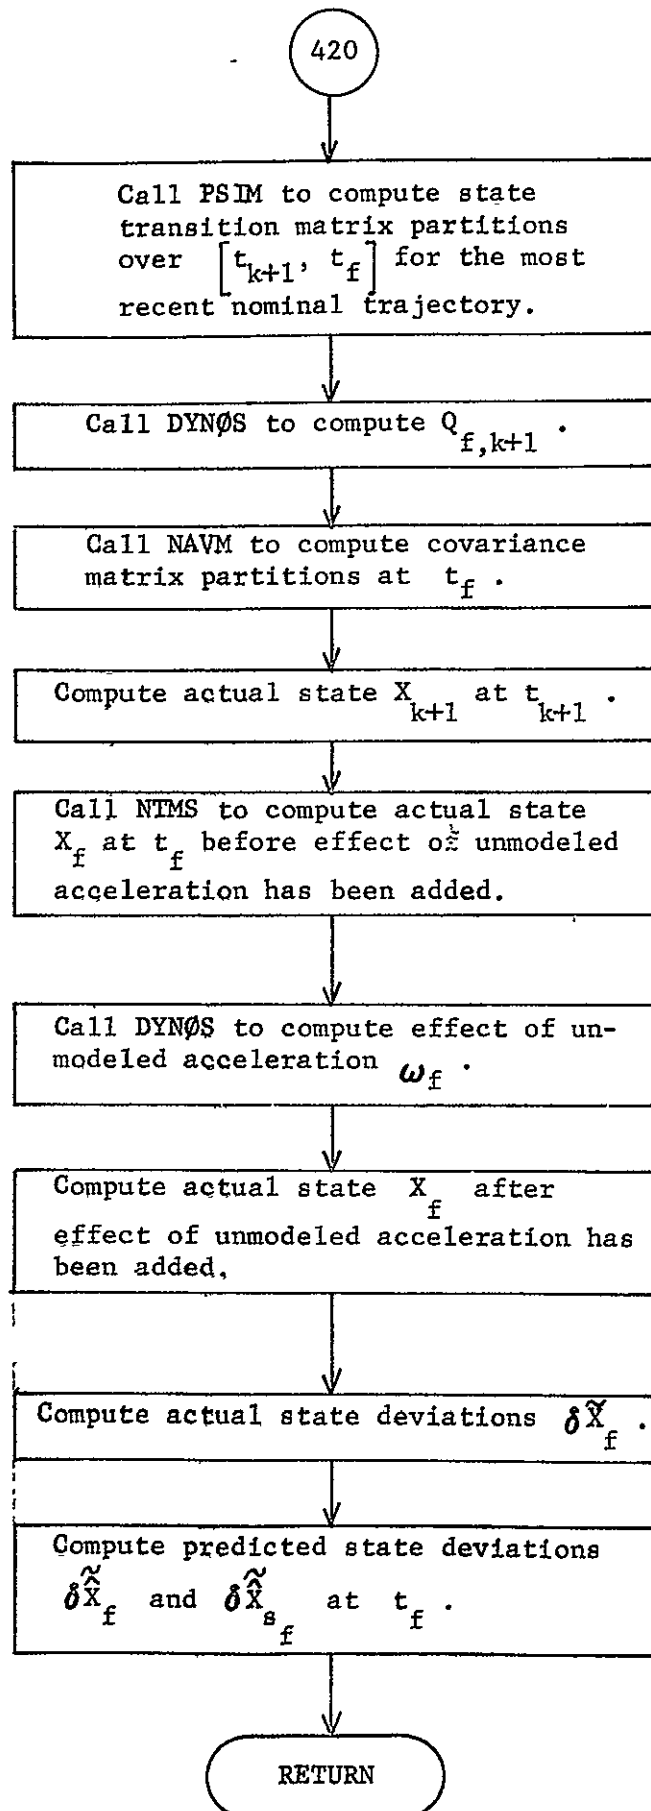 420
Call PSIM to compute state
transition matrix partitions
over [t_{k+1}, t_f] for the most
recent nominal trajectory.
Call DYNØS to compute Q_{f,k+1} .
Call NAVM to compute covariance
matrix partitions at t_f .
Compute actual state X_{k+1} at t_{k+1} .
Call NTMS to compute actual state
X_f at t_f before effect of unmodeled
acceleration has been added.
Call DYNØS to compute effect of un-
modeled acceleration ω_f .
Compute actual state X_f after
effect of unmodeled acceleration has
been added.
Compute actual state deviations δX̃_f .
Compute predicted state deviations
δX̂̃_f and δX̂̃_{s_f} at t_f .
RETURN